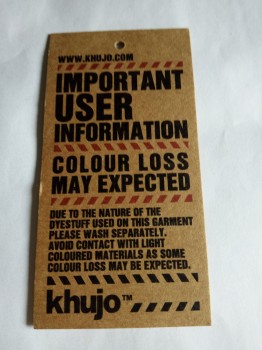 WWW.KHUJO.COM
IMPORTANT
USER
INFORMATION
COLOUR LOSS
MAY EXPECTED
DUE TO THE NATURE OF THE
DYESTUFF USED ON THIS GARMENT
PLEASE WASH SEPARATELY.
AVOID CONTACT WITH LIGHT
COLOURED MATERIALS AS SOME
COLOUR LOSS MAY BE EXPECTED.
khujo™